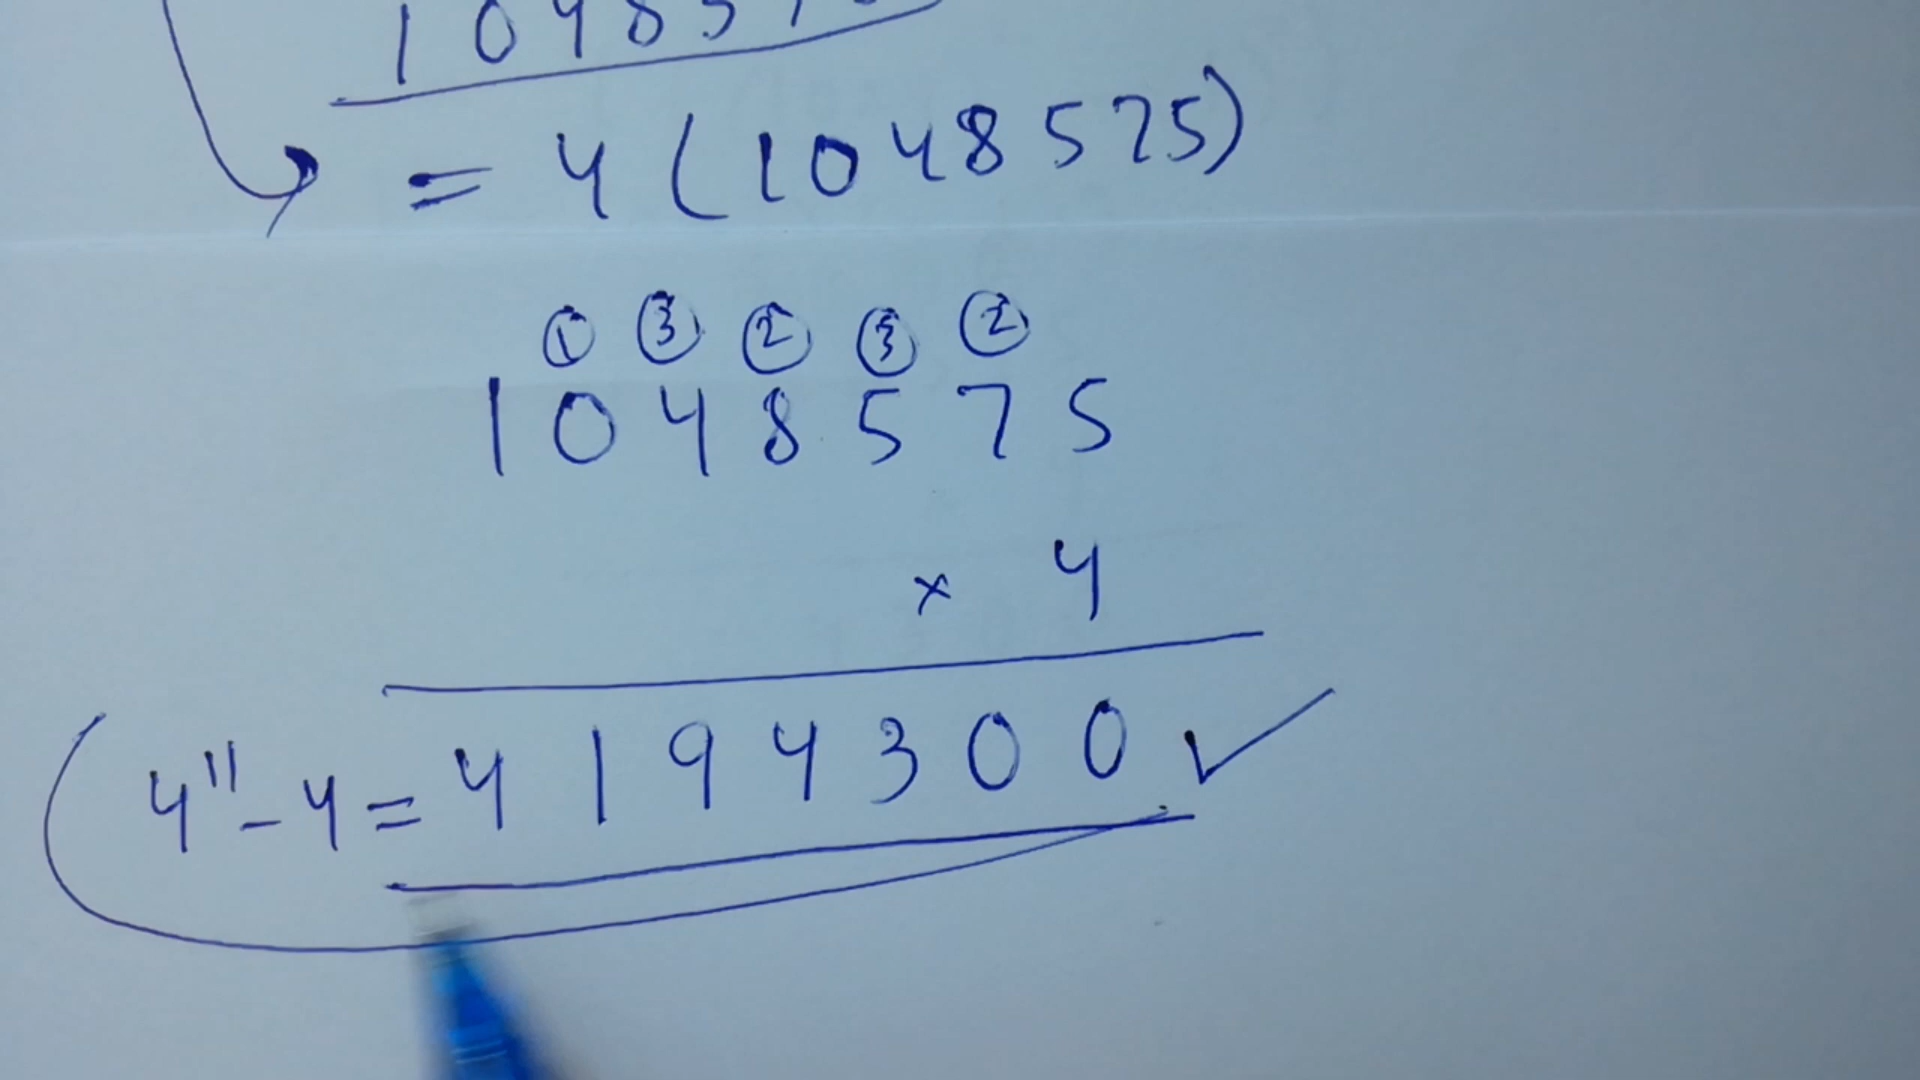 = 4 ( 1048575)
① ③ ② ③ ②
1048575
× 4
4¹¹ - 4 = 4194300 ✓